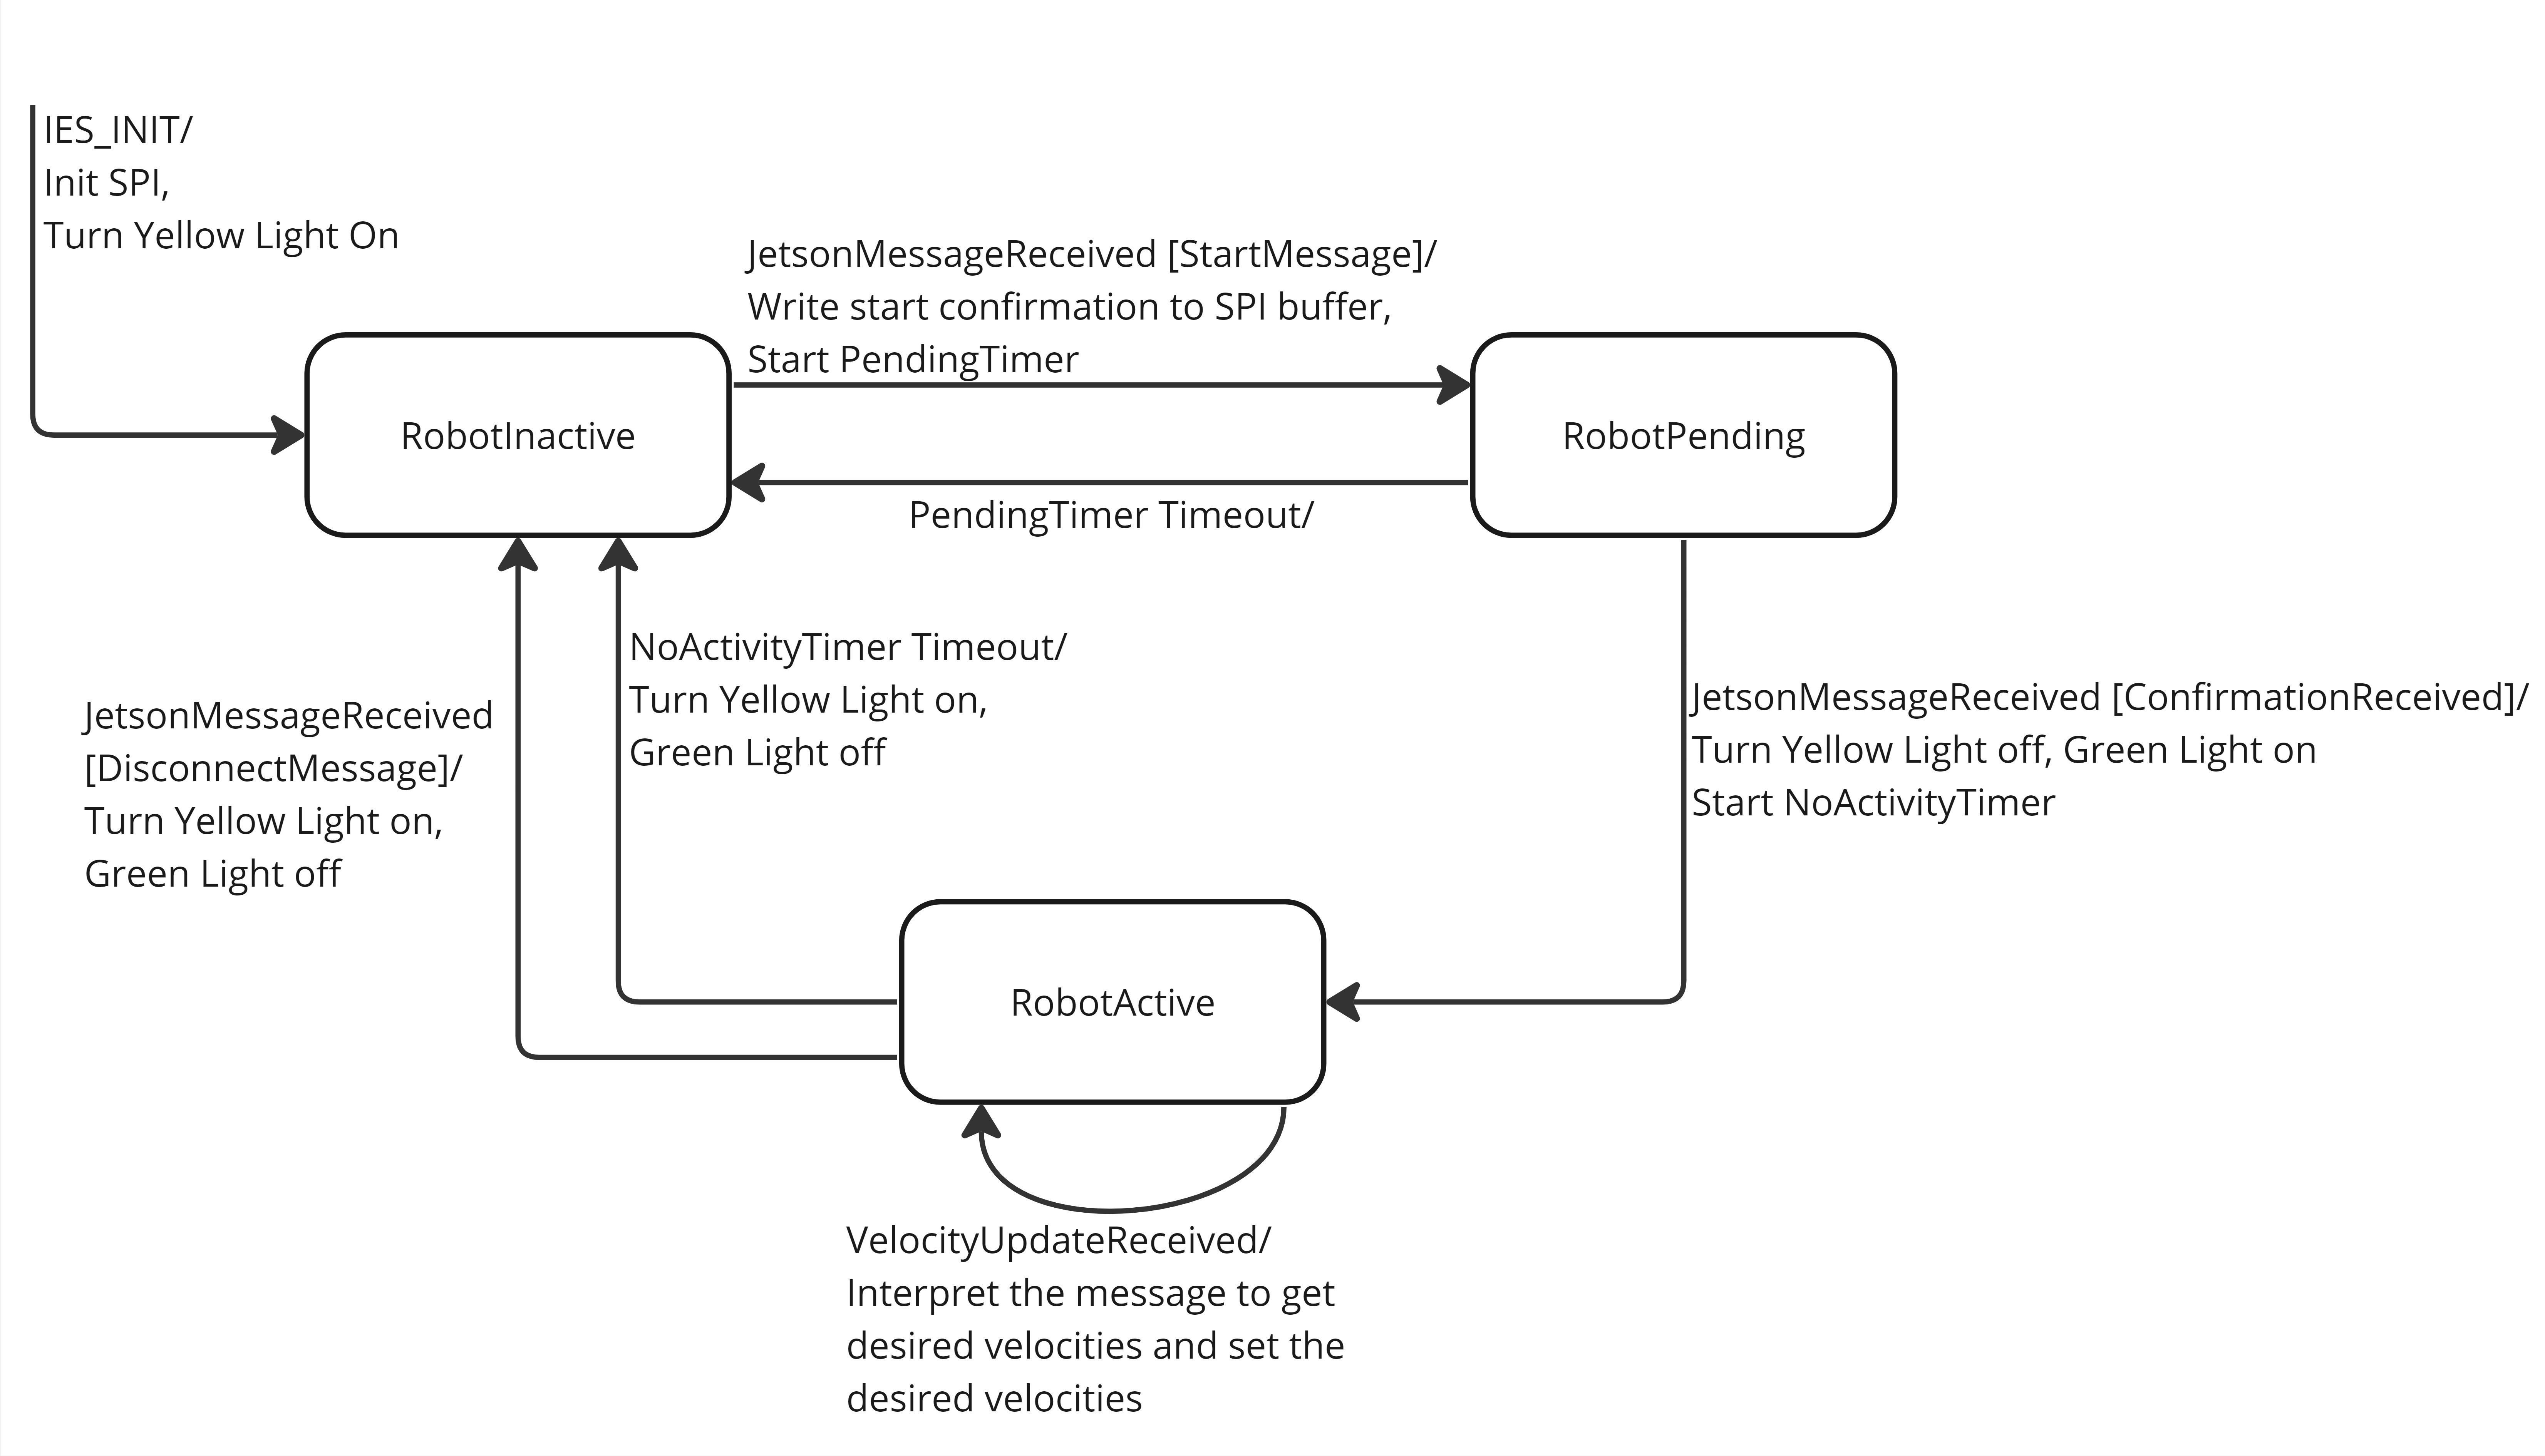 IES_INIT/
Init SPI,
Turn Yellow Light On
JetsonMessageReceived [StartMessage]/
Write start confirmation to SPI buffer,
Start PendingTimer
RobotInactive
RobotPending
PendingTimer Timeout/
NoActivityTimer Timeout/
Turn Yellow Light on,
Green Light off
JetsonMessageReceived
[DisconnectMessage]/
Turn Yellow Light on,
Green Light off
JetsonMessageReceived [ConfirmationReceived]/
Turn Yellow Light off, Green Light on
Start NoActivityTimer
RobotActive
VelocityUpdateReceived/
Interpret the message to get
desired velocities and set the
desired velocities